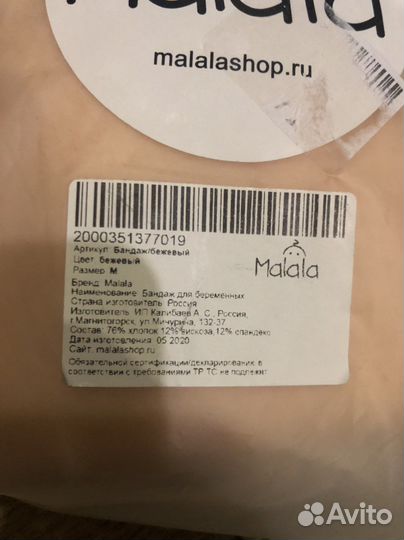 Malala
malalashop.ru
2000351377019
Артикул: Бандаж/бежевый
Цвет: бежевый
Размер: М
Malala
Бренд: Malala
Наименование: Бандаж для беременных
Страна изготовитель: Россия
Изготовитель: ИП Калибаев А. С., Россия,
г.Магнитогорск, ул.Мичурина, 132-37
Состав: 76% хлопок 12% вискоза,12% спандекс
Дата изготовления: 05.2020
Сайт: malalashop.ru
Обязательной сертификации/декларирования, в
соответствии с требованиями ТР ТС не подлежит
Avito